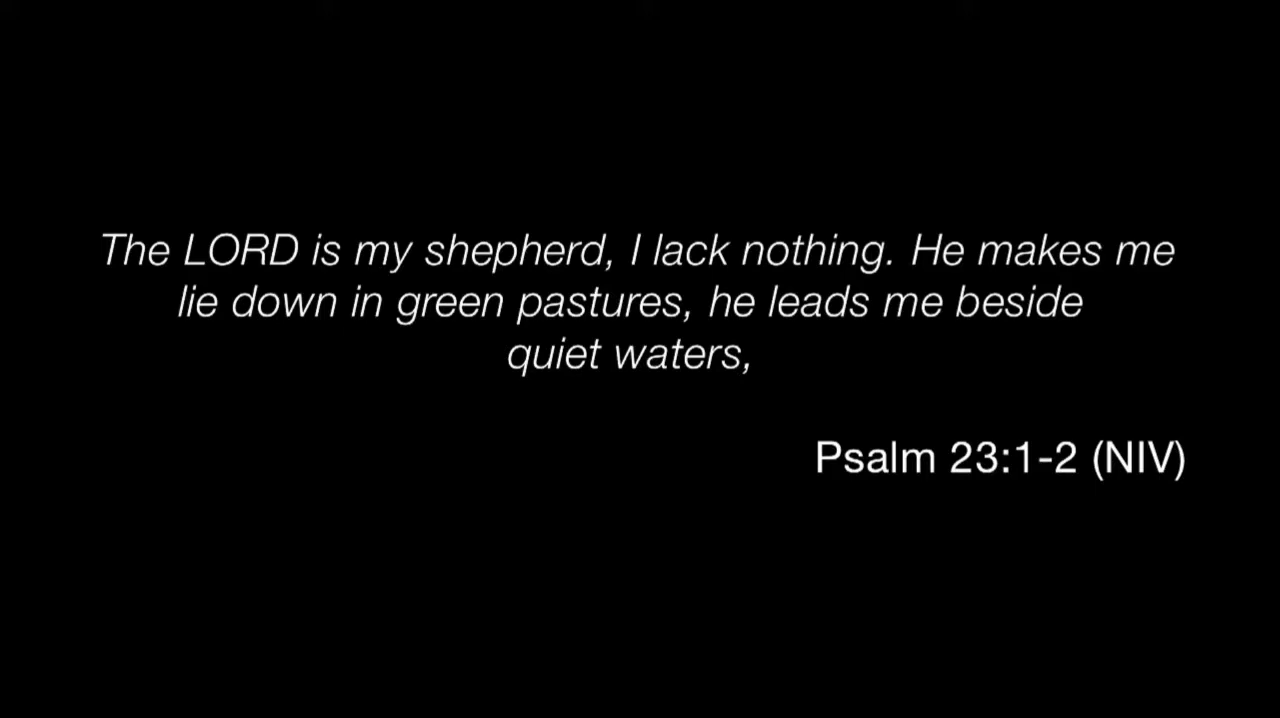 The LORD is my shepherd, I lack nothing. He makes me
lie down in green pastures, he leads me beside
quiet waters,
Psalm 23:1-2 (NIV)